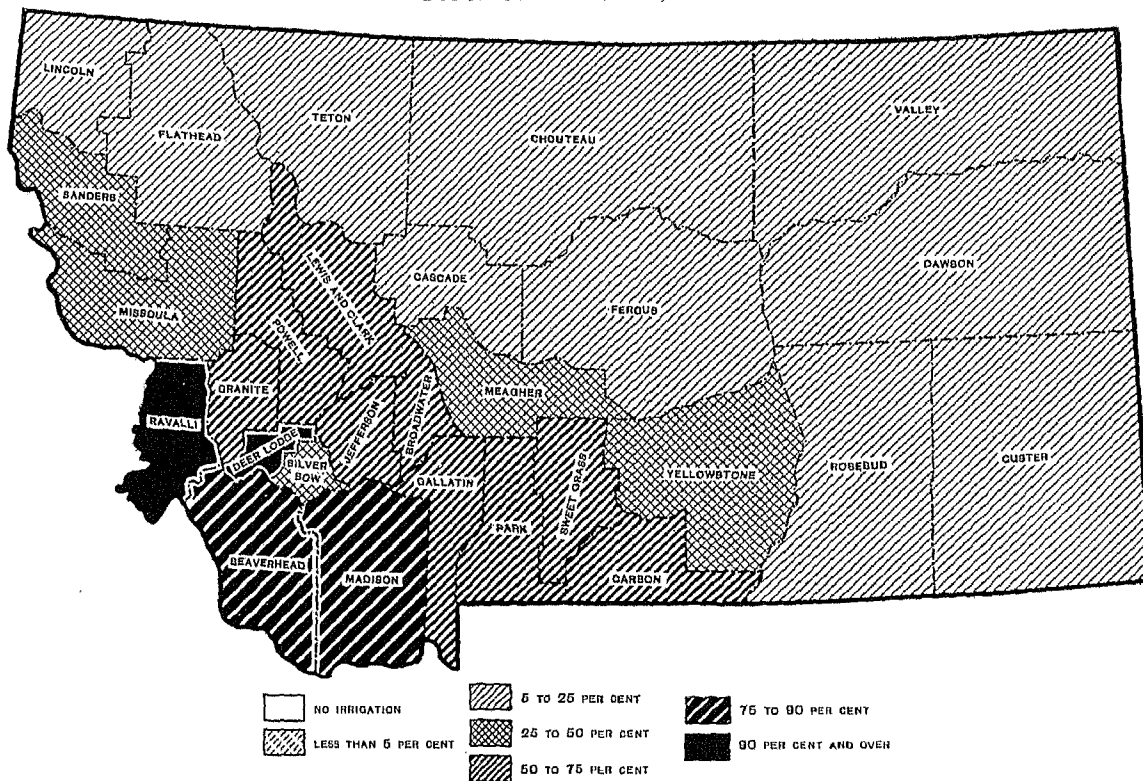 LINCOLN
FLATHEAD
TETON
CHOUTEAU
VALLEY
SANDERS
MISSOULA
LEWIS AND CLARK
POWELL
CASCADE
FERGUS
DAWSON
RAVALLI
GRANITE
DEER LODGE
SILVER BOW
JEFFERSON
BROADWATER
MEAGHER
GALLATIN
PARK
SWEET GRASS
YELLOWSTONE
ROSEBUD
CUSTER
BEAVERHEAD
MADISON
CARBON
NO IRRIGATION
LESS THAN 5 PER CENT
5 TO 25 PER CENT
25 TO 50 PER CENT
50 TO 75 PER CENT
75 TO 90 PER CENT
90 PER CENT AND OVER